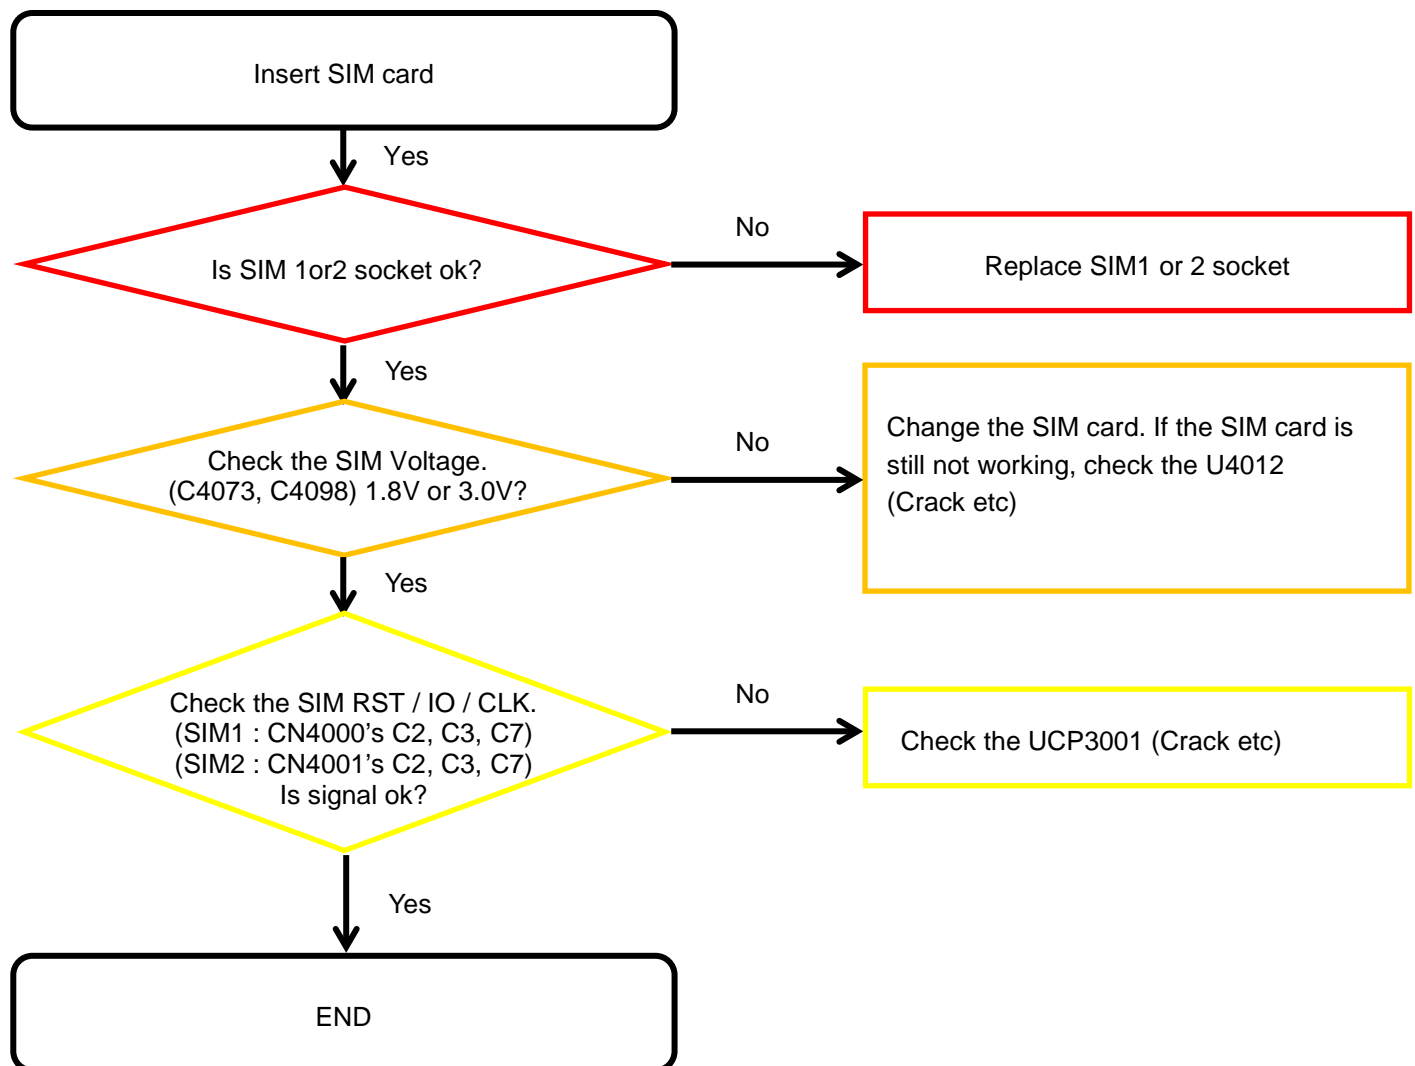 Insert SIM card
Yes
Is SIM 1or2 socket ok?
No
Replace SIM1 or 2 socket
Yes
Check the SIM Voltage.
(C4073, C4098) 1.8V or 3.0V?
No
Change the SIM card. If the SIM card is
still not working, check the U4012
(Crack etc)
Yes
Check the SIM RST / IO / CLK.
(SIM1 : CN4000’s C2, C3, C7)
(SIM2 : CN4001’s C2, C3, C7)
Is signal ok?
No
Check the UCP3001 (Crack etc)
Yes
END